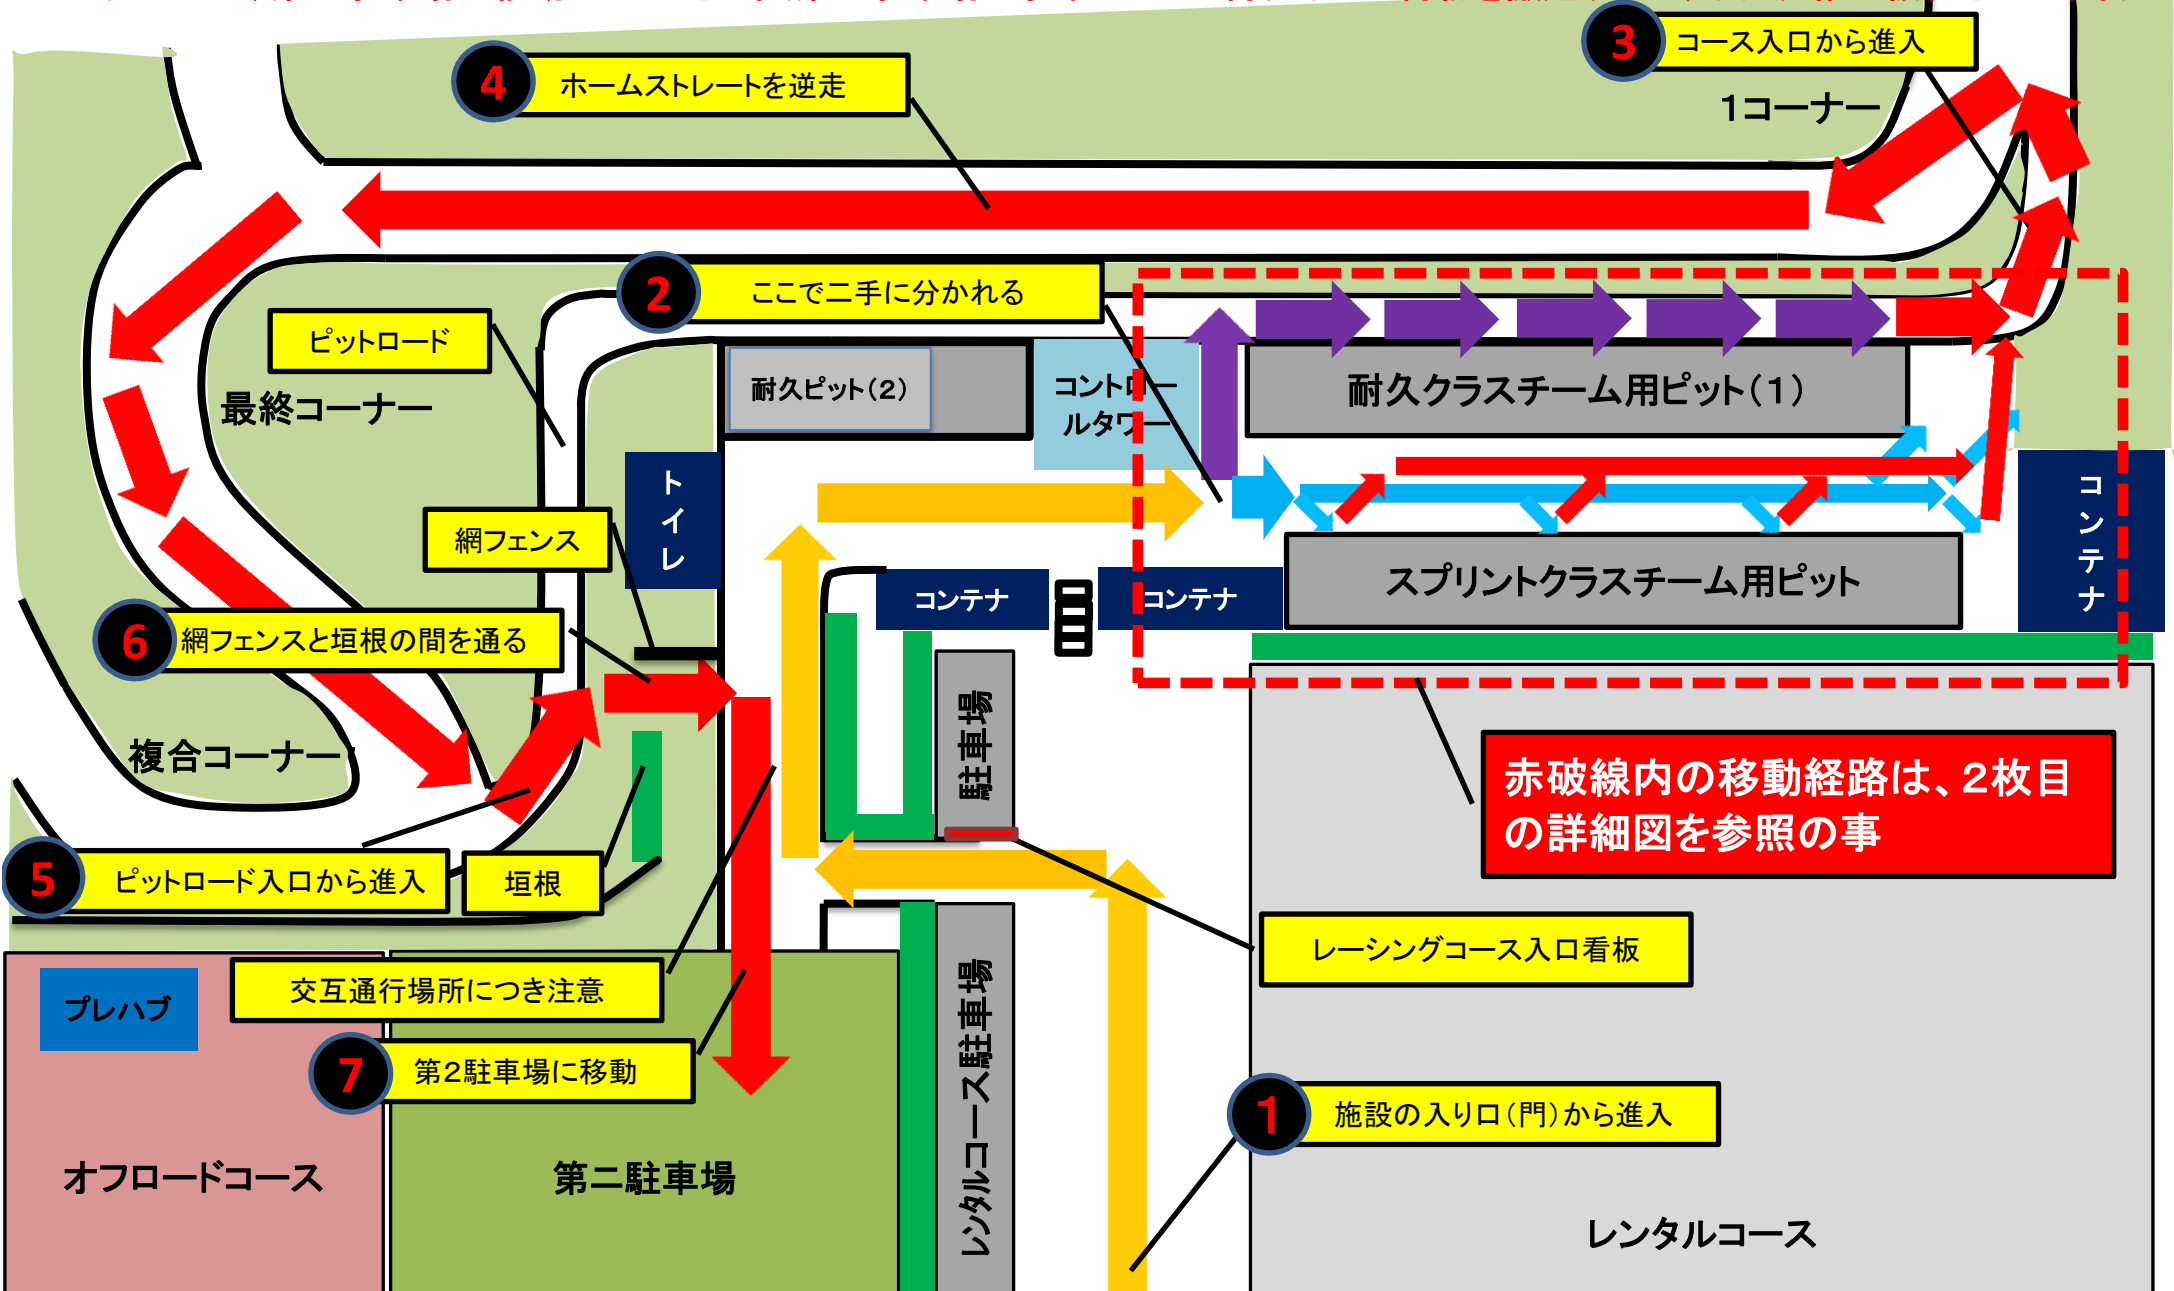 3
コース入口から進入
4
ホームストレートを逆走
1コーナー
2
ここで二手に分かれる
ピットロード
耐久ピット(2)
コントロー
ルタワー
耐久クラスチーム用ピット(1)
最終コーナー
トイレ
コンテナ
網フェンス
スプリントクラスチーム用ピット
コンテナ
コンテナ
6
網フェンスと垣根の間を通る
駐車場
複合コーナー
赤破線内の移動経路は、2枚目
の詳細図を参照の事
5
ピットロード入口から進入
垣根
レーシングコース入口看板
プレハブ
交互通行場所につき注意
レンタルコース駐車場
7
第2駐車場に移動
1
施設の入り口(門)から進入
オフロードコース
第二駐車場
レンタルコース